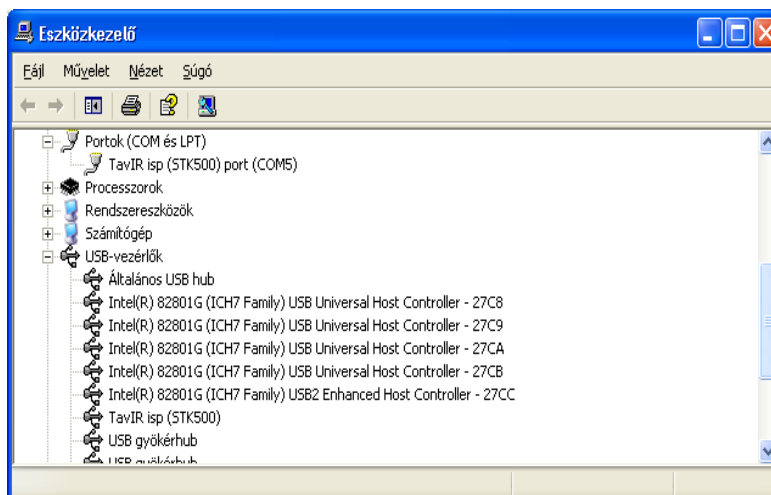 Eszközkezelő
Fájl Művelet Nézet Súgó
Portok (COM és LPT)
TavIR isp (STK500) port (COM5)
Processzorok
Rendszereszközök
Számítógép
USB-vezérlők
Általános USB hub
Intel(R) 82801G (ICH7 Family) USB Universal Host Controller - 27C8
Intel(R) 82801G (ICH7 Family) USB Universal Host Controller - 27C9
Intel(R) 82801G (ICH7 Family) USB Universal Host Controller - 27CA
Intel(R) 82801G (ICH7 Family) USB Universal Host Controller - 27CB
Intel(R) 82801G (ICH7 Family) USB2 Enhanced Host Controller - 27CC
TavIR isp (STK500)
USB gyökérhub
USB gyökérhub